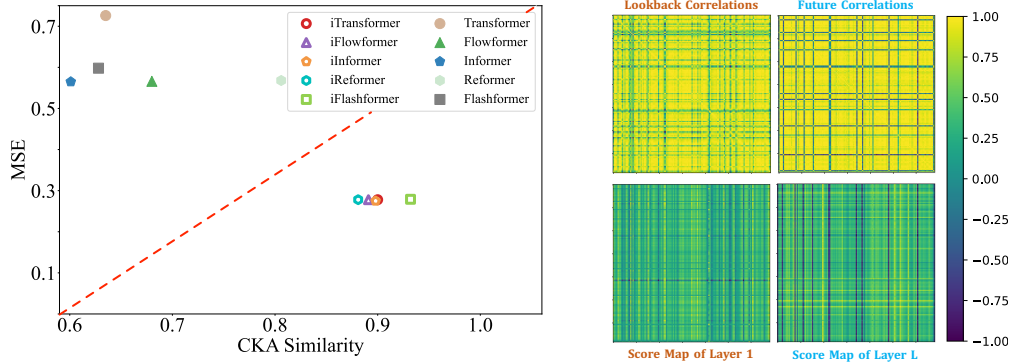 MSE
0.7
0.5
0.3
0.1
0.6 0.7 0.8 0.9 1.0
CKA Similarity
iTransformer Transformer
iFlowformer Flowformer
iInformer Informer
iReformer Reformer
iFlashformer Flashformer
Lookback Correlations Future Correlations
Score Map of Layer 1 Score Map of Layer L
1.00
0.75
0.50
0.25
0.00
−0.25
−0.50
−0.75
−1.00